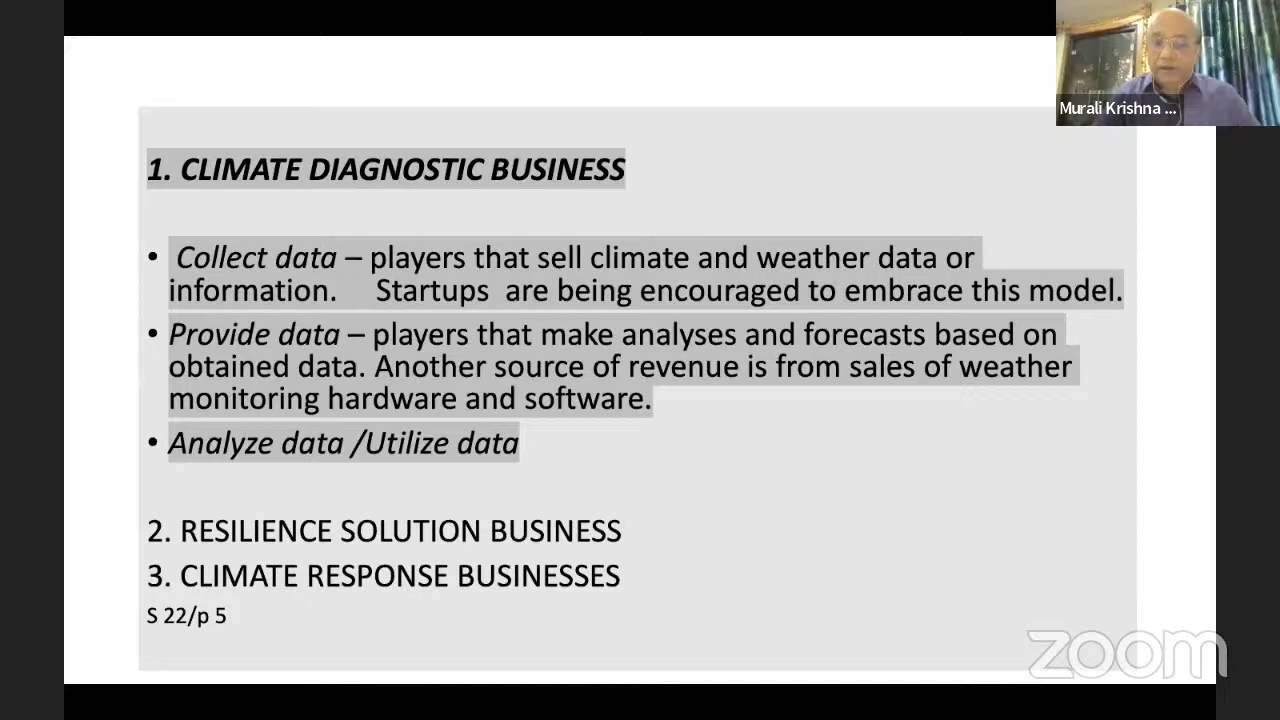 Murali Krishna ...
1. CLIMATE DIAGNOSTIC BUSINESS
• Collect data – players that sell climate and weather data or
information. Startups are being encouraged to embrace this model.
• Provide data – players that make analyses and forecasts based on
obtained data. Another source of revenue is from sales of weather
monitoring hardware and software.
• Analyze data /Utilize data
2. RESILIENCE SOLUTION BUSINESS
3. CLIMATE RESPONSE BUSINESSES
S 22/p 5
zoom